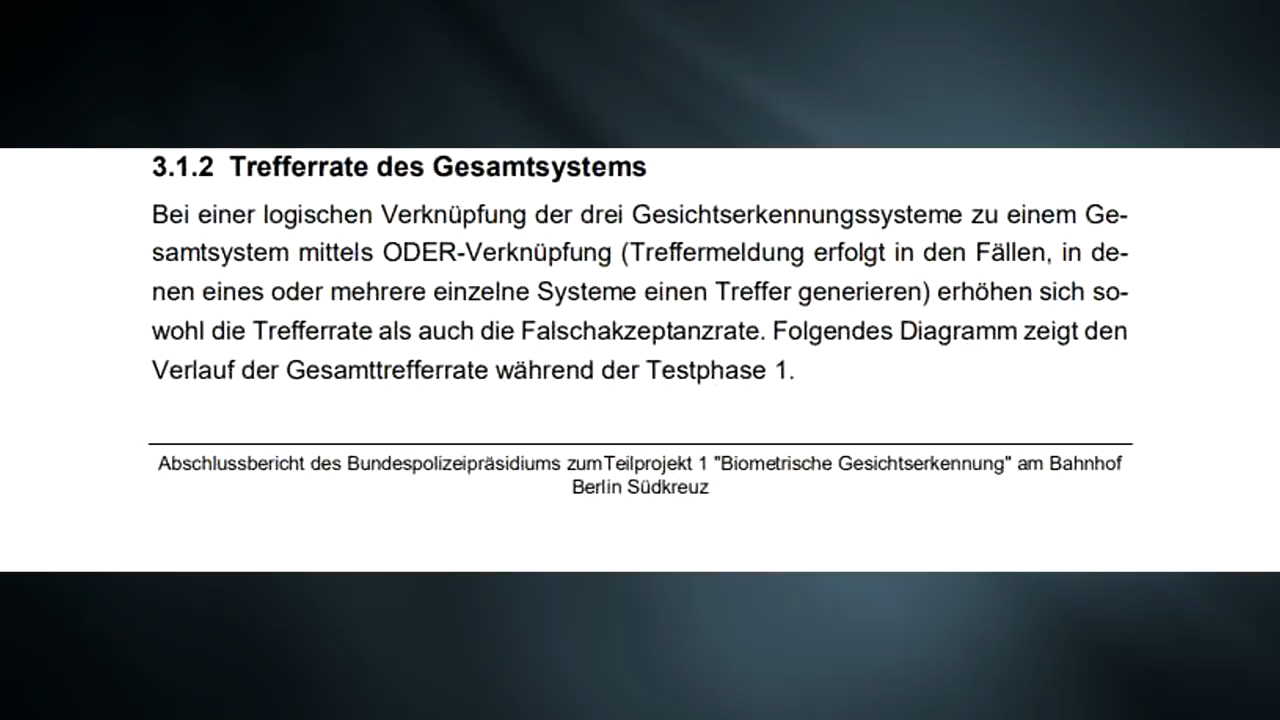 3.1.2 Trefferrate des Gesamtsystems
Bei einer logischen Verknüpfung der drei Gesichtserkennungssysteme zu einem Ge-
samtsystem mittels ODER-Verknüpfung (Treffermeldung erfolgt in den Fällen, in de-
nen eines oder mehrere einzelne Systeme einen Treffer generieren) erhöhen sich so-
wohl die Trefferrate als auch die Falschakzeptanzrate. Folgendes Diagramm zeigt den
Verlauf der Gesamttrefferrate während der Testphase 1.
Abschlussbericht des Bundespolizeipräsidiums zum Teilprojekt 1 "Biometrische Gesichtserkennung" am Bahnhof
Berlin Südkreuz